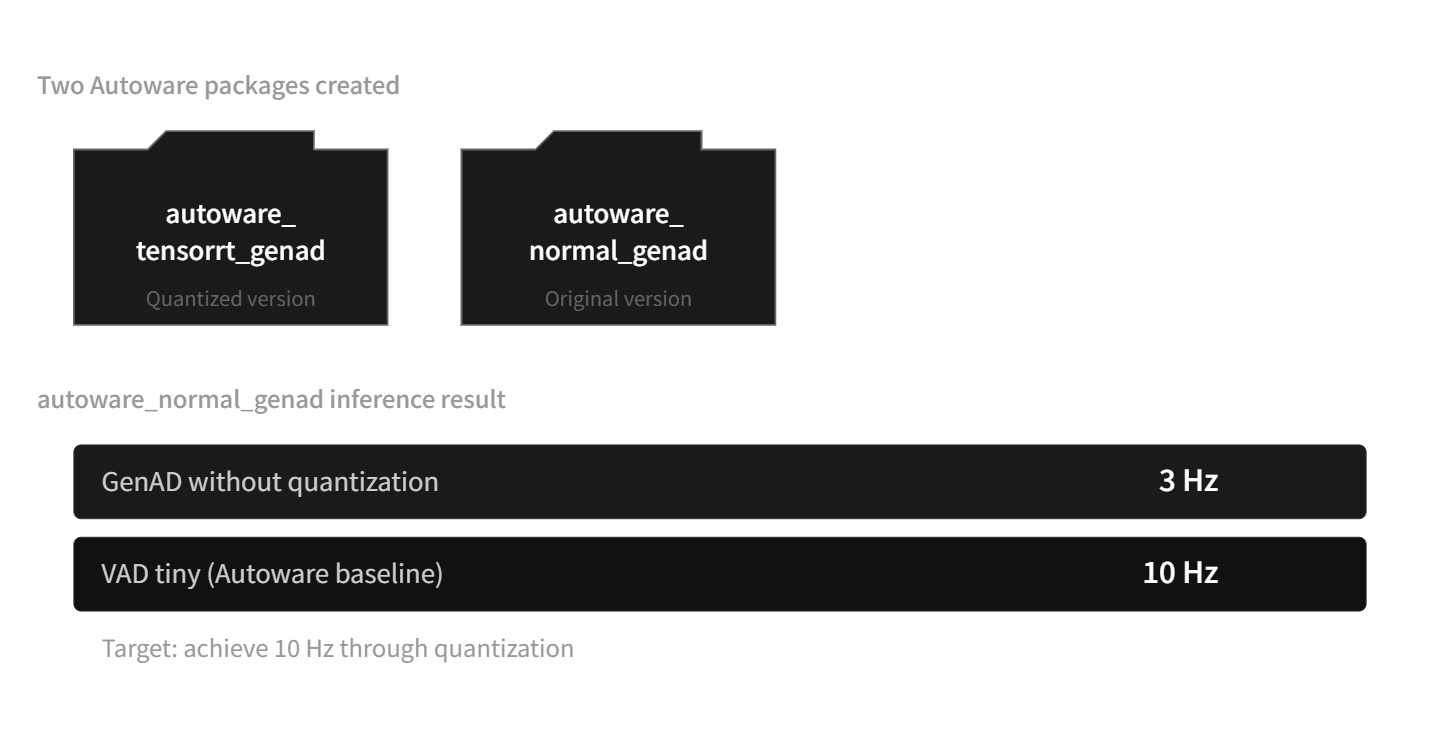 Two Autoware packages created
autoware_
tensorrt_genad
Quantized version
autoware_
normal_genad
Original version
autoware_normal_genad inference result
GenAD without quantization
3 Hz
VAD tiny (Autoware baseline)
10 Hz
Target: achieve 10 Hz through quantization